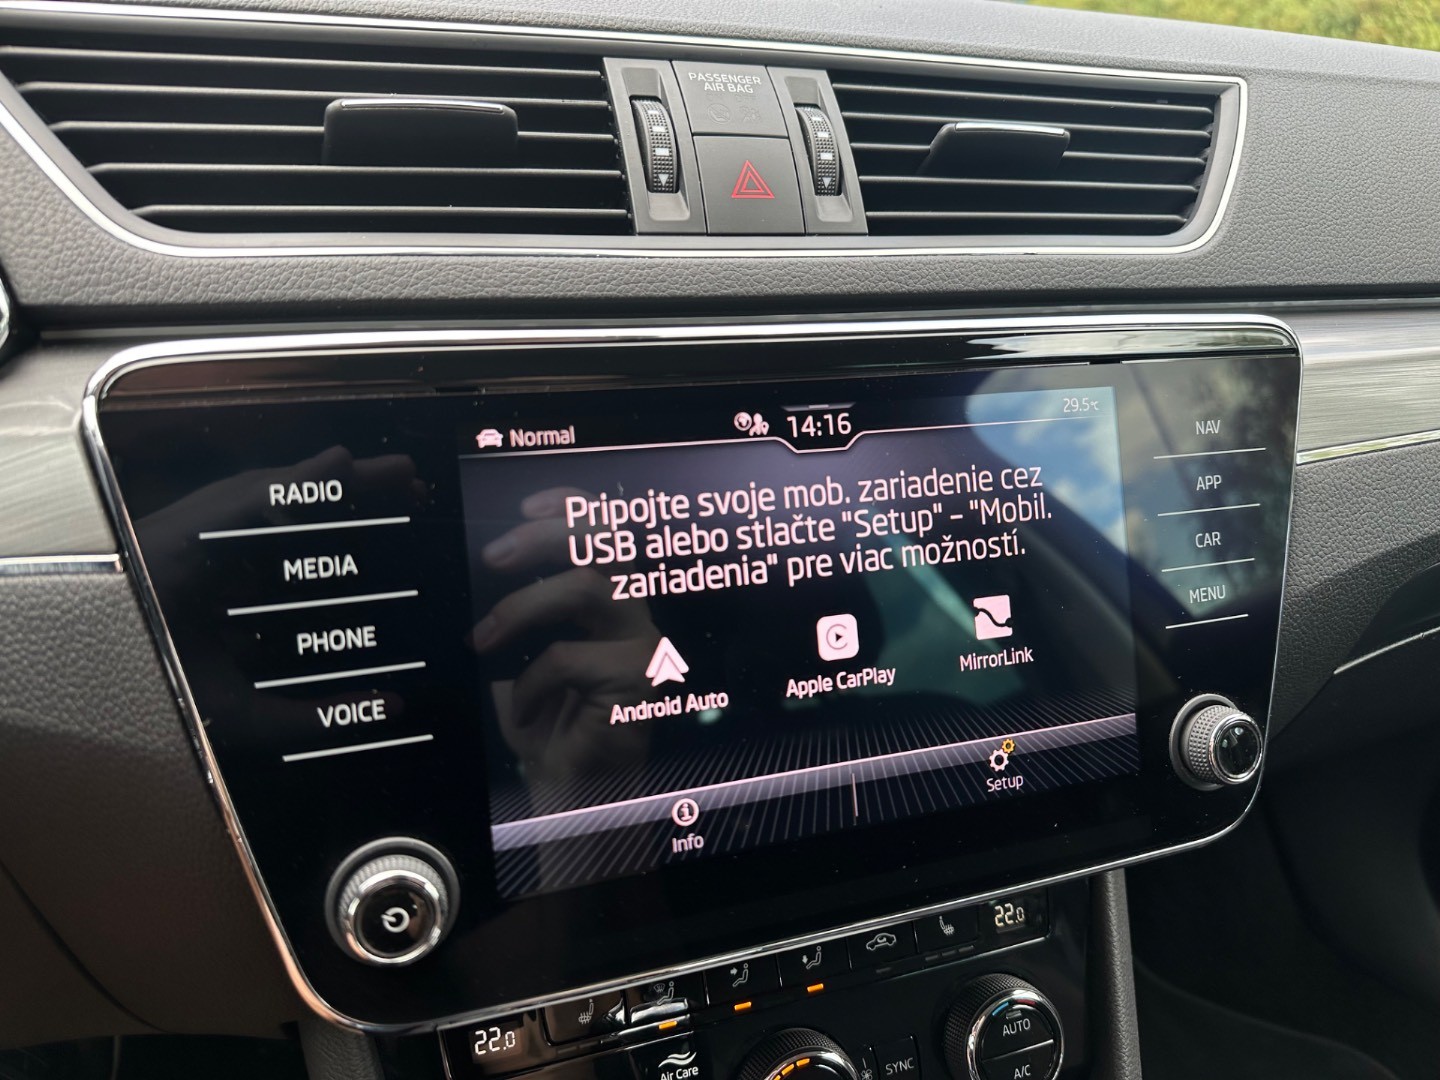 PASSENGER
AIR BAG
Normal
14:16
29.5°C
RADIO
MEDIA
PHONE
VOICE
Pripojte svoje mob. zariadenie cez
USB alebo stlačte "Setup" - "Mobil.
zariadenia" pre viac možností.
Android Auto
Apple CarPlay
MirrorLink
Info
Setup
NAV
APP
CAR
MENU
22.0
22.0
Air Care
SYNC
AUTO
A/C